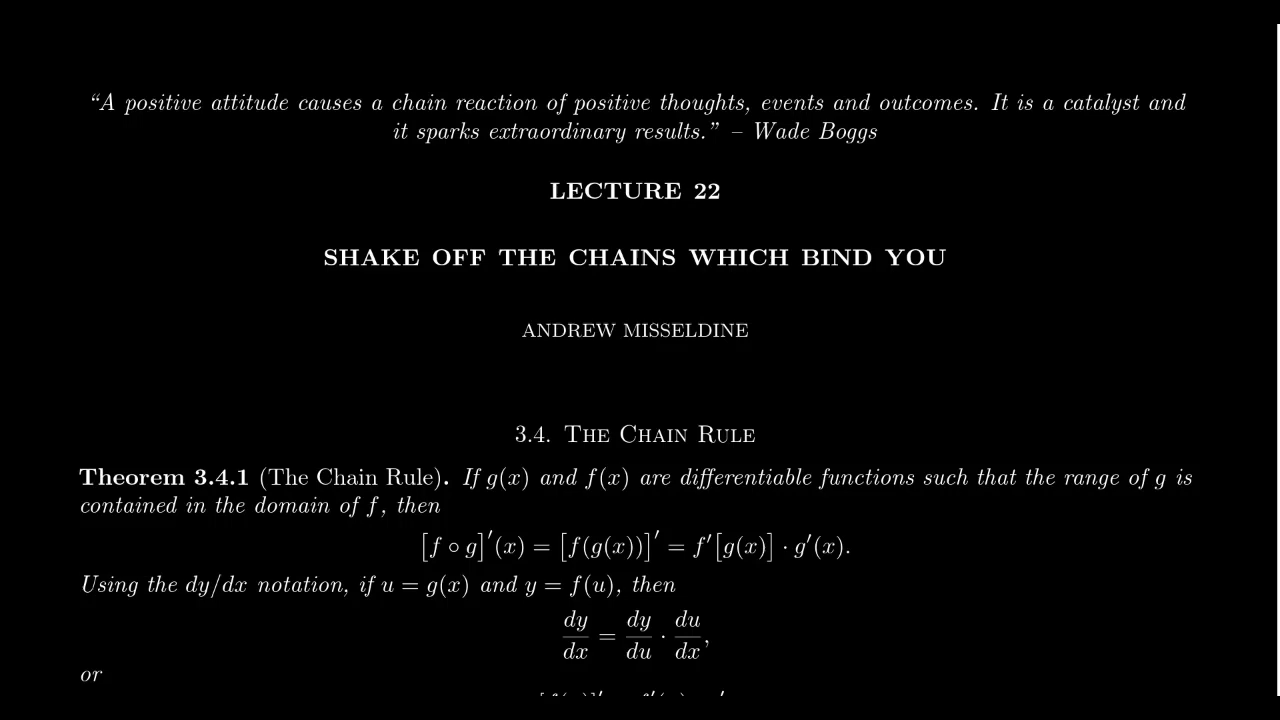 “A positive attitude causes a chain reaction of positive thoughts, events and outcomes. It is a catalyst and
it sparks extraordinary results.” – Wade Boggs
LECTURE 22
SHAKE OFF THE CHAINS WHICH BIND YOU
ANDREW MISSELDINE
3.4. The Chain Rule
Theorem 3.4.1 (The Chain Rule). If g(x) and f(x) are differentiable functions such that the range of g is
contained in the domain of f, then
[f ∘ g]′(x) = [f(g(x))]′ = f′[g(x)] · g′(x).
Using the dy/dx notation, if u = g(x) and y = f(u), then
dy/dx = dy/du · du/dx,
or